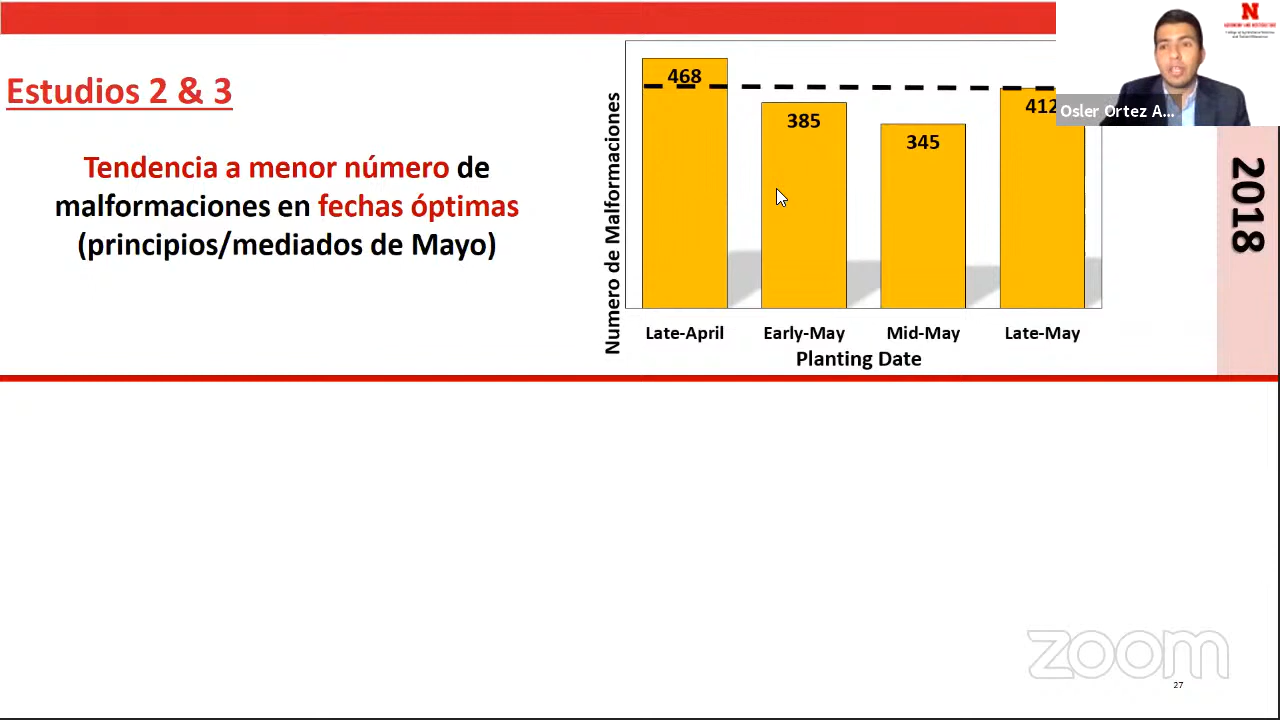 Estudios 2 & 3
Tendencia a menor número de
malformaciones en fechas óptimas
(principios/mediados de Mayo)
Numero de Malformaciones
468
385
345
412
Late-April
Early-May
Mid-May
Late-May
Planting Date
N
Osler Ortez A...
2018
zoom
27